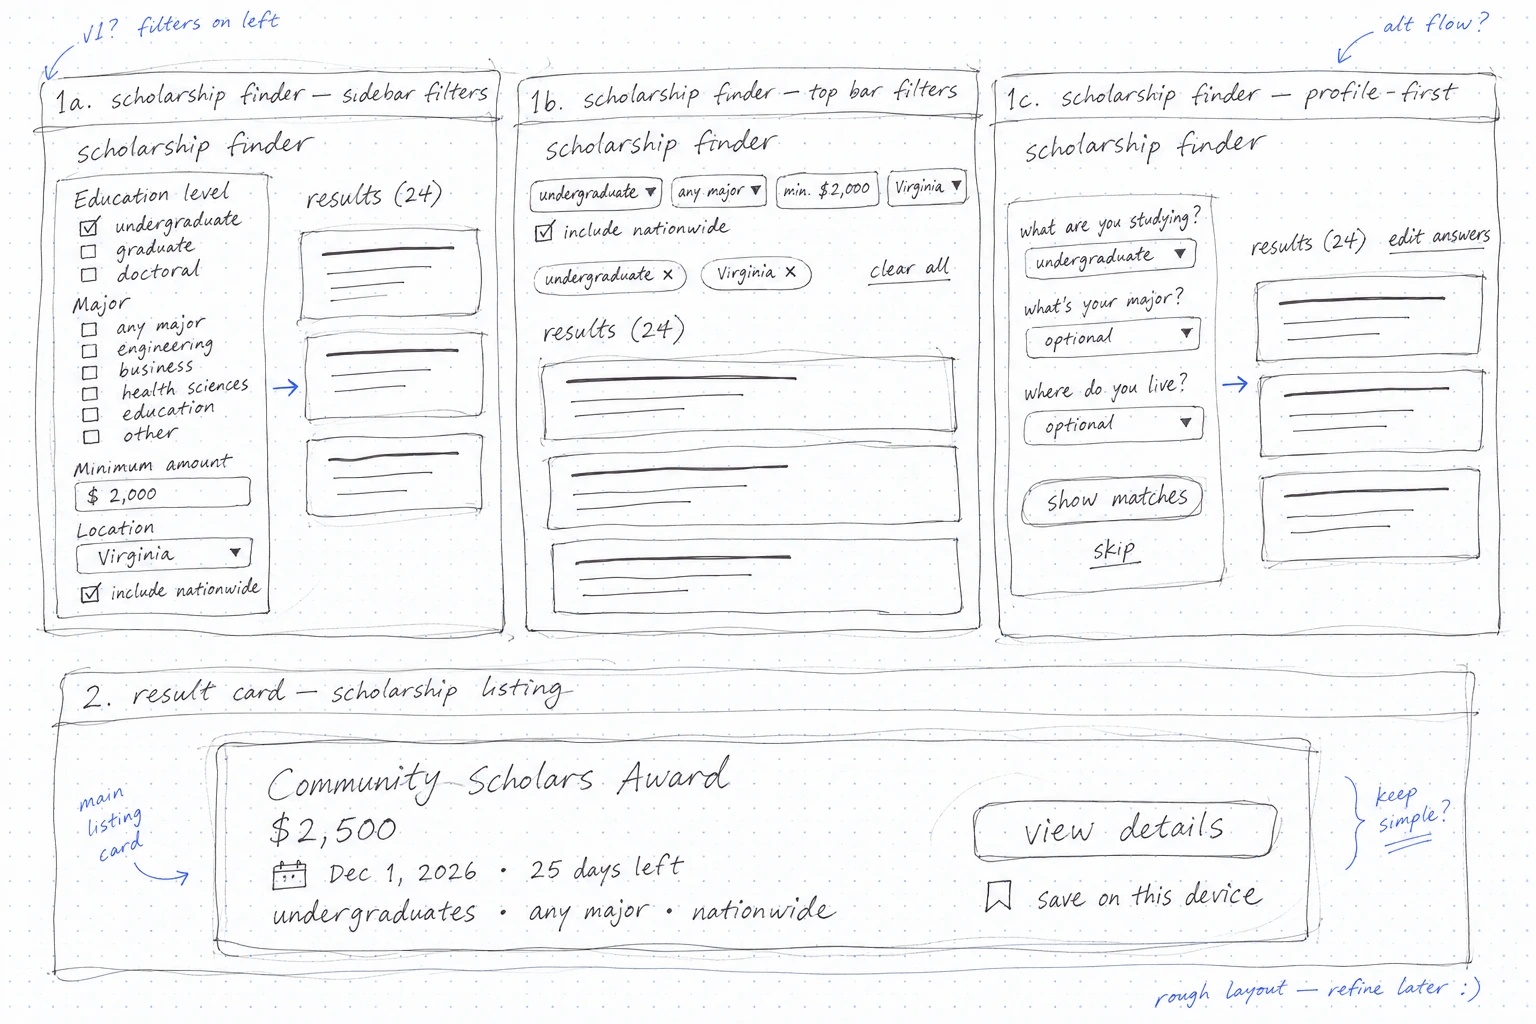 v1? filters on left
alt flow?
1a. scholarship finder — sidebar filters
scholarship finder
Education level
undergraduate
graduate
doctoral
Major
any major
engineering
business
health sciences
education
other
Minimum amount
$ 2,000
Location
Virginia
include nationwide
results (24)
1b. scholarship finder — top bar filters
scholarship finder
undergraduate any major min. $2,000 Virginia
include nationwide
undergraduate x Virginia x clear all
results (24)
1c. scholarship finder — profile-first
scholarship finder
what are you studying?
undergraduate
what's your major?
optional
where do you live?
optional
show matches
skip
results (24) edit answers
2. result card — scholarship listing
main
listing
card
Community Scholars Award
$2,500
Dec 1, 2026 • 25 days left
undergraduates • any major • nationwide
view details
save on this device
keep
simple?
rough layout — refine later :)